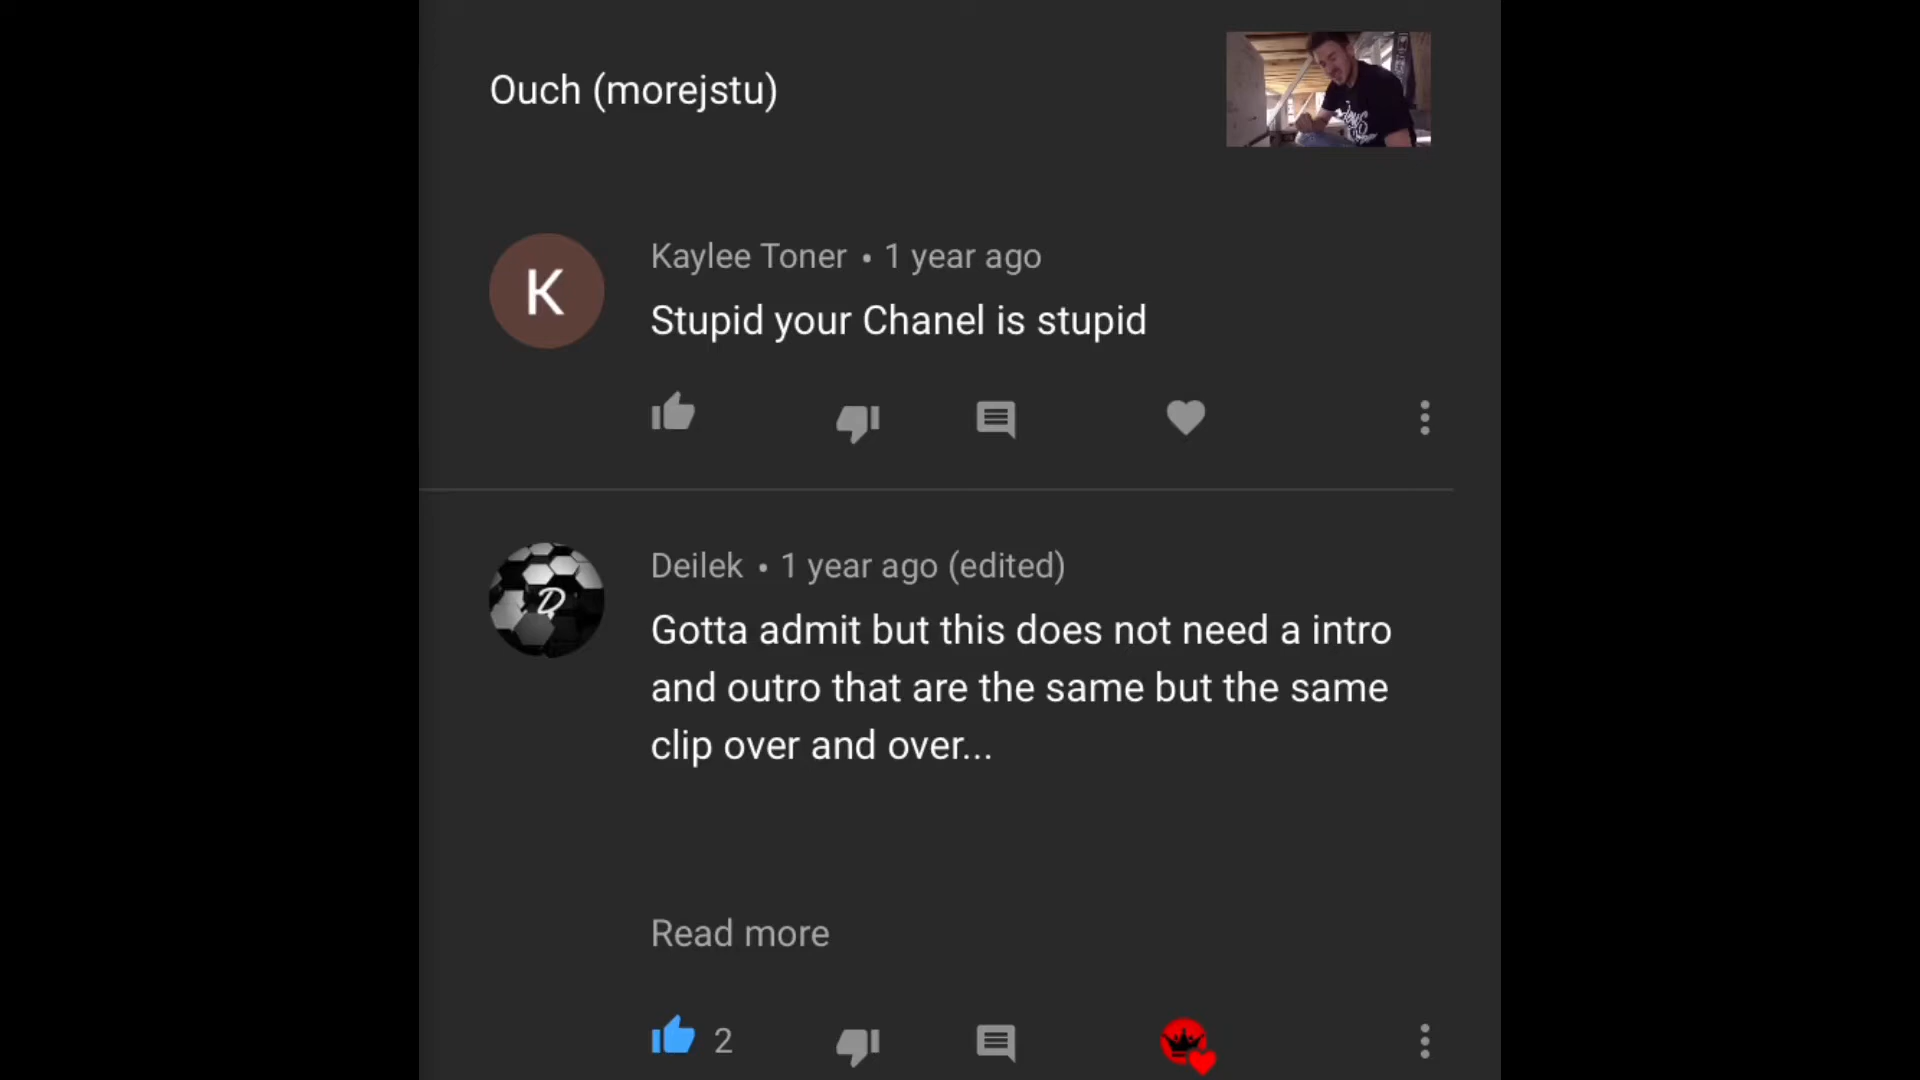 Ouch (morejstu)
K
Kaylee Toner • 1 year ago
Stupid your Chanel is stupid
D
Deilek • 1 year ago (edited)
Gotta admit but this does not need a intro
and outro that are the same but the same
clip over and over...
Read more
2